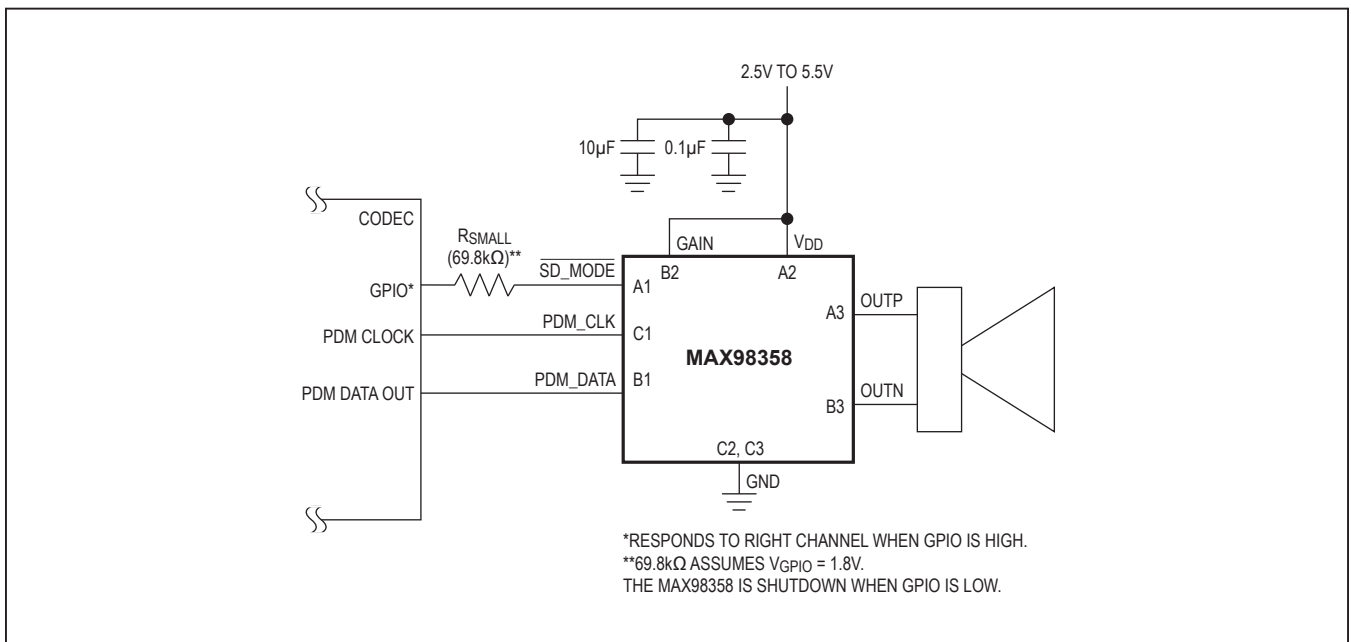 2.5V TO 5.5V
10µF
0.1µF
CODEC
RSMALL
(69.8kΩ)**
GAIN
VDD
SD_MODE
B2
A2
GPIO*
A1
A3
OUTP
PDM CLOCK
PDM_CLK
C1
MAX98358
PDM DATA OUT
PDM_DATA
B1
OUTN
B3
C2, C3
GND
*RESPONDS TO RIGHT CHANNEL WHEN GPIO IS HIGH.
**69.8kΩ ASSUMES VGPIO = 1.8V.
THE MAX98358 IS SHUTDOWN WHEN GPIO IS LOW.